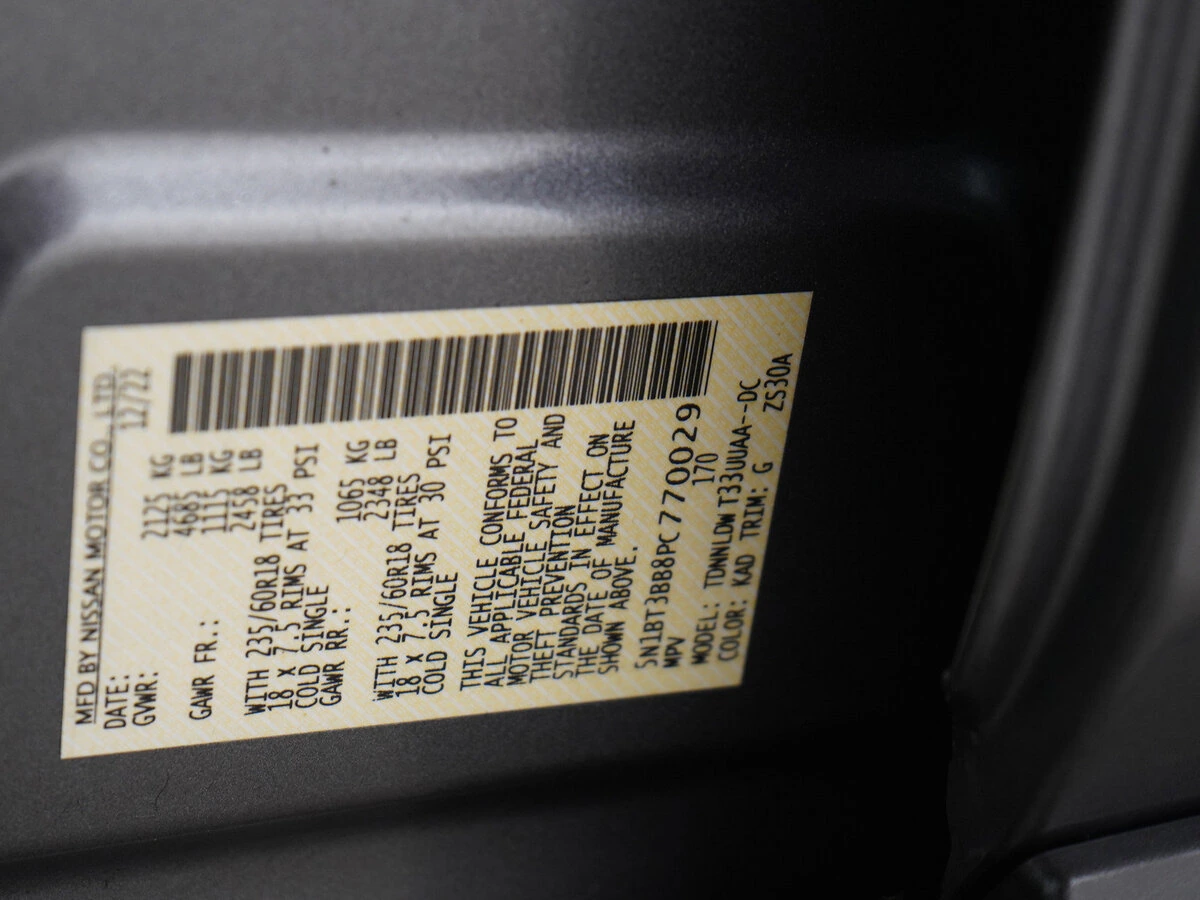 MFD BY NISSAN MOTOR CO., LTD.
DATE: 12/22
GVWR: 2125 KG
4685 LB
GAWR FR.: 1115 KG
2458 LB
WITH 235/60R18 TIRES
18 X 7.5 RIMS AT 33 PSI
COLD SINGLE
GAWR RR.: 1065 KG
2348 LB
WITH 235/60R18 TIRES
18 X 7.5 RIMS AT 30 PSI
COLD SINGLE
THIS VEHICLE CONFORMS TO
ALL APPLICABLE FEDERAL
MOTOR VEHICLE SAFETY AND
THEFT PREVENTION
STANDARDS IN EFFECT ON
THE DATE OF MANUFACTURE
SHOWN ABOVE.
5N1BT3BB8PC770029
MPV 170
MODEL: TDNNLDW T33UUAA--DC
COLOR: KAD TRIM: G ZS30A